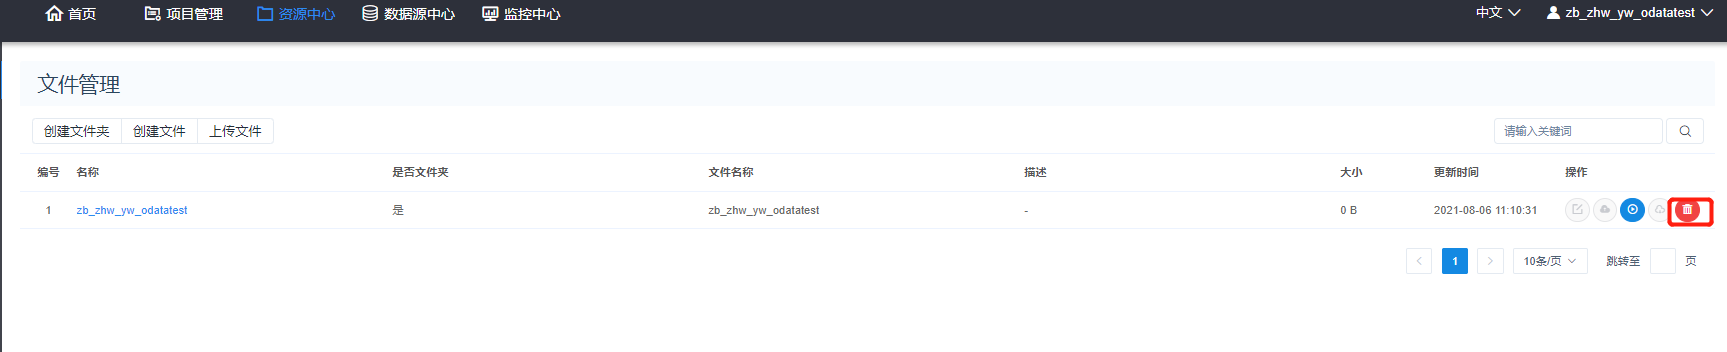 首页 项目管理 资源中心 数据源中心 监控中心 中文 zb_zhw_yw_odatatest
文件管理
创建文件夹 创建文件 上传文件 请输入关键词
编号 名称 是否文件夹 文件名称 描述 大小 更新时间 操作
1 zb_zhw_yw_odatatest 是 zb_zhw_yw_odatatest - 0 B 2021-08-06 11:10:31
1 10条/页 跳转至 页